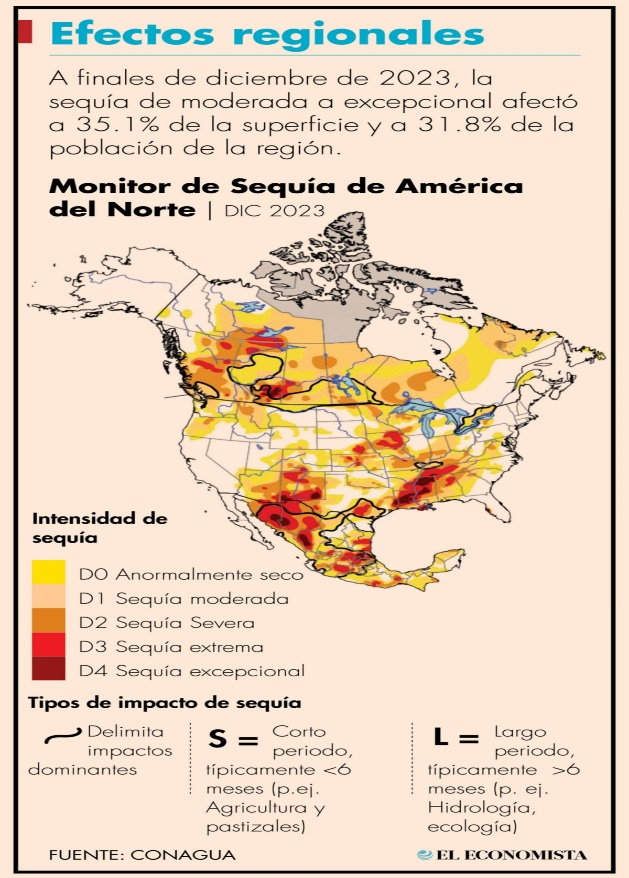 Efectos regionales
A finales de diciembre de 2023, la
sequía de moderada a excepcional afectó
a 35.1% de la superficie y a 31.8% de la
población de la región.
Monitor de Sequía de América
del Norte | DIC 2023
Intensidad de
sequía
D0 Anormalmente seco
D1 Sequía moderada
D2 Sequía Severa
D3 Sequía extrema
D4 Sequía excepcional
Tipos de impacto de sequía
Delimita
impactos
dominantes
S = Corto
periodo,
típicamente <6
meses (p.ej.
Agricultura y
pastizales)
L = Largo
periodo,
típicamente >6
meses (p. ej.
Hidrología,
ecología)
FUENTE: CONAGUA
EL ECONOMISTA